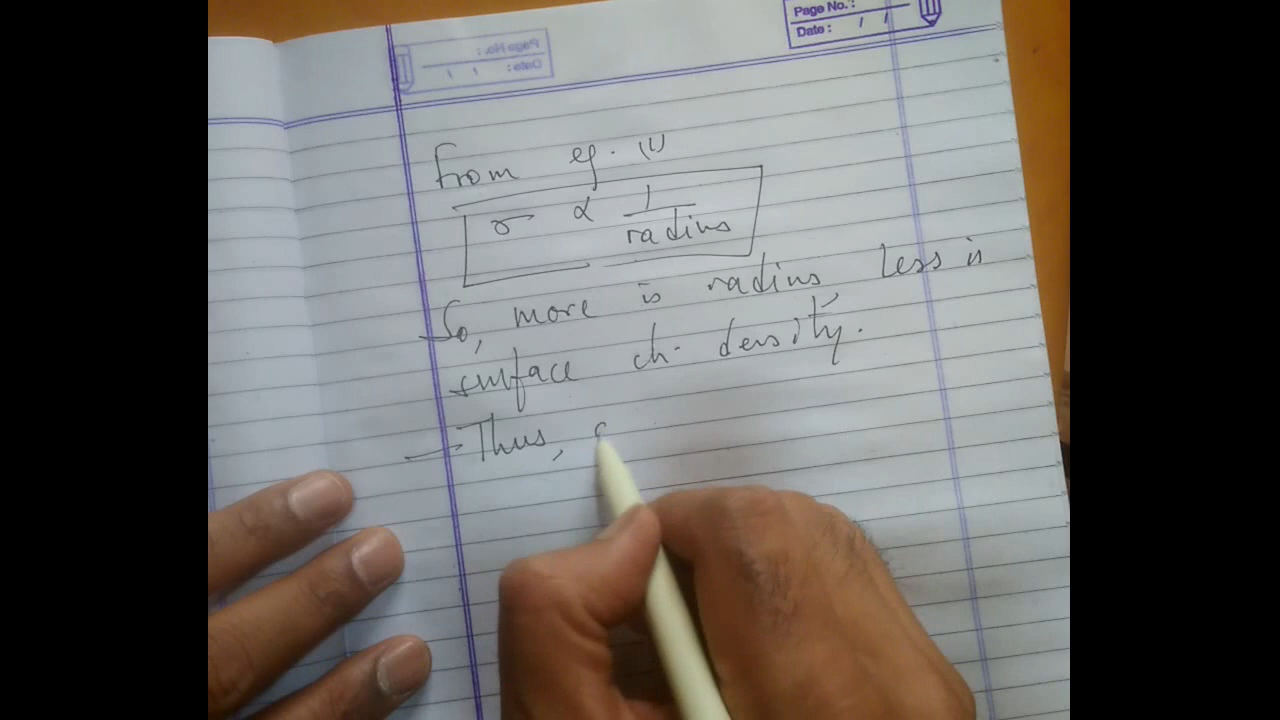 Page No.:
Date: / /
From eq. (1)
σ ∝ 1/radius
So, more is radius, less is
surface ch. density.
→ Thus,